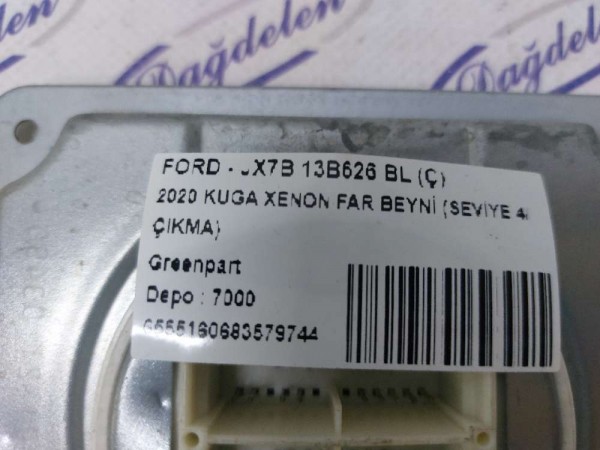 Dağdelen
Dağdelen
FORD - JX7B 13B626 BL (Ç)
2020 KUGA XENON FAR BEYNİ (SEVİYE 4/
ÇIKMA)
Greenpart
Depo : 7000
6555160683579744